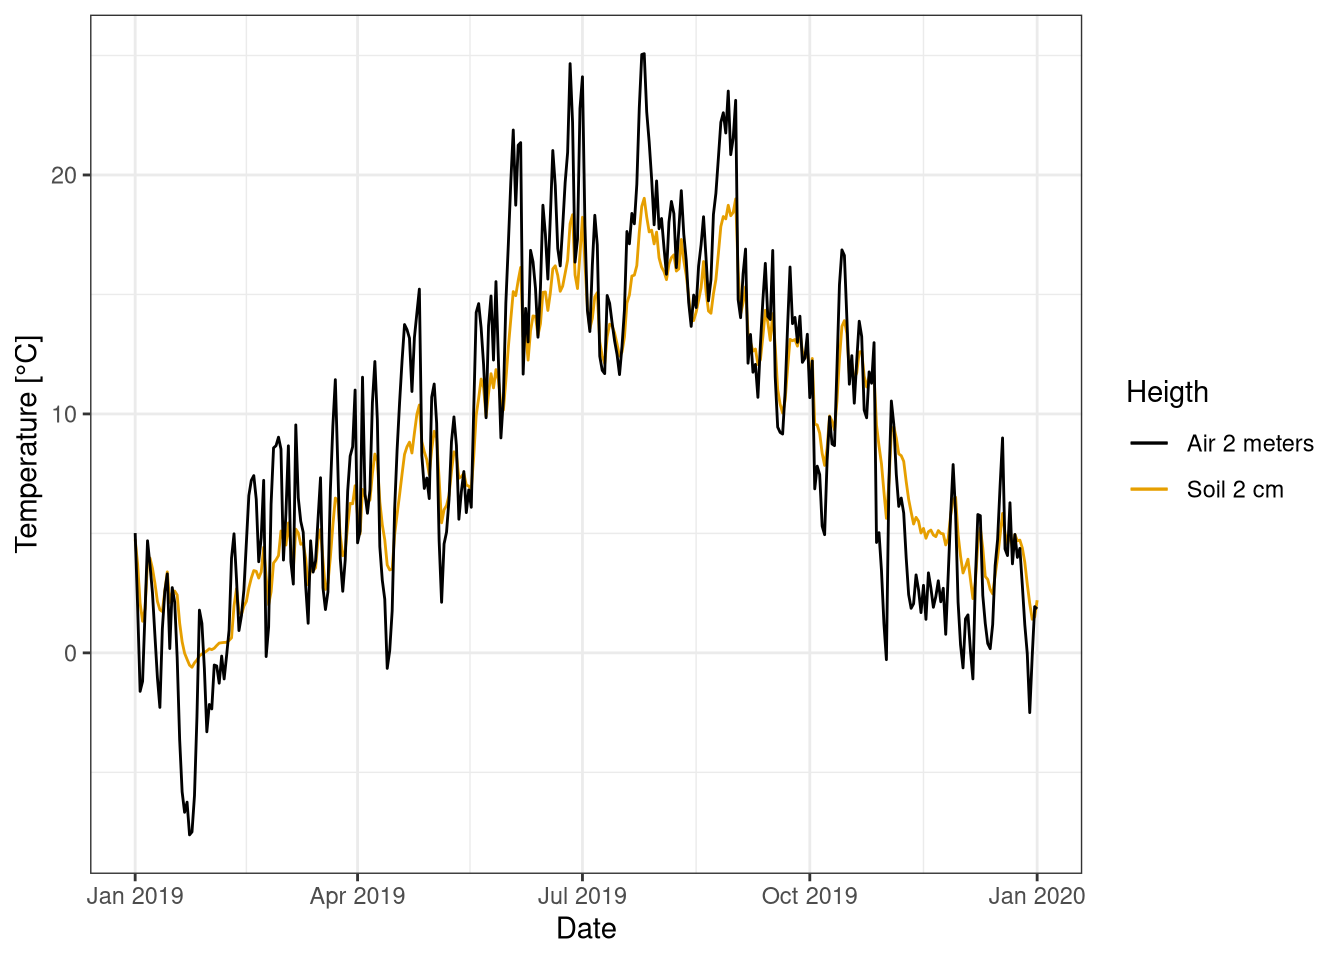 Temperature [°C]
20
10
0
Jan 2019
Apr 2019
Jul 2019
Oct 2019
Jan 2020
Date
Heigth
Air 2 meters
Soil 2 cm